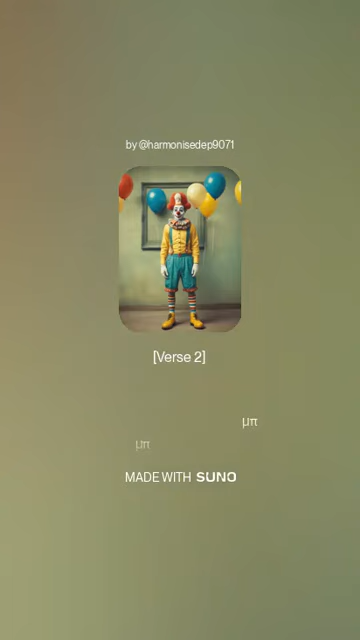 by @harmonisedep9071
[Verse 2]
μπ
μπ
MADE WITH SUNO